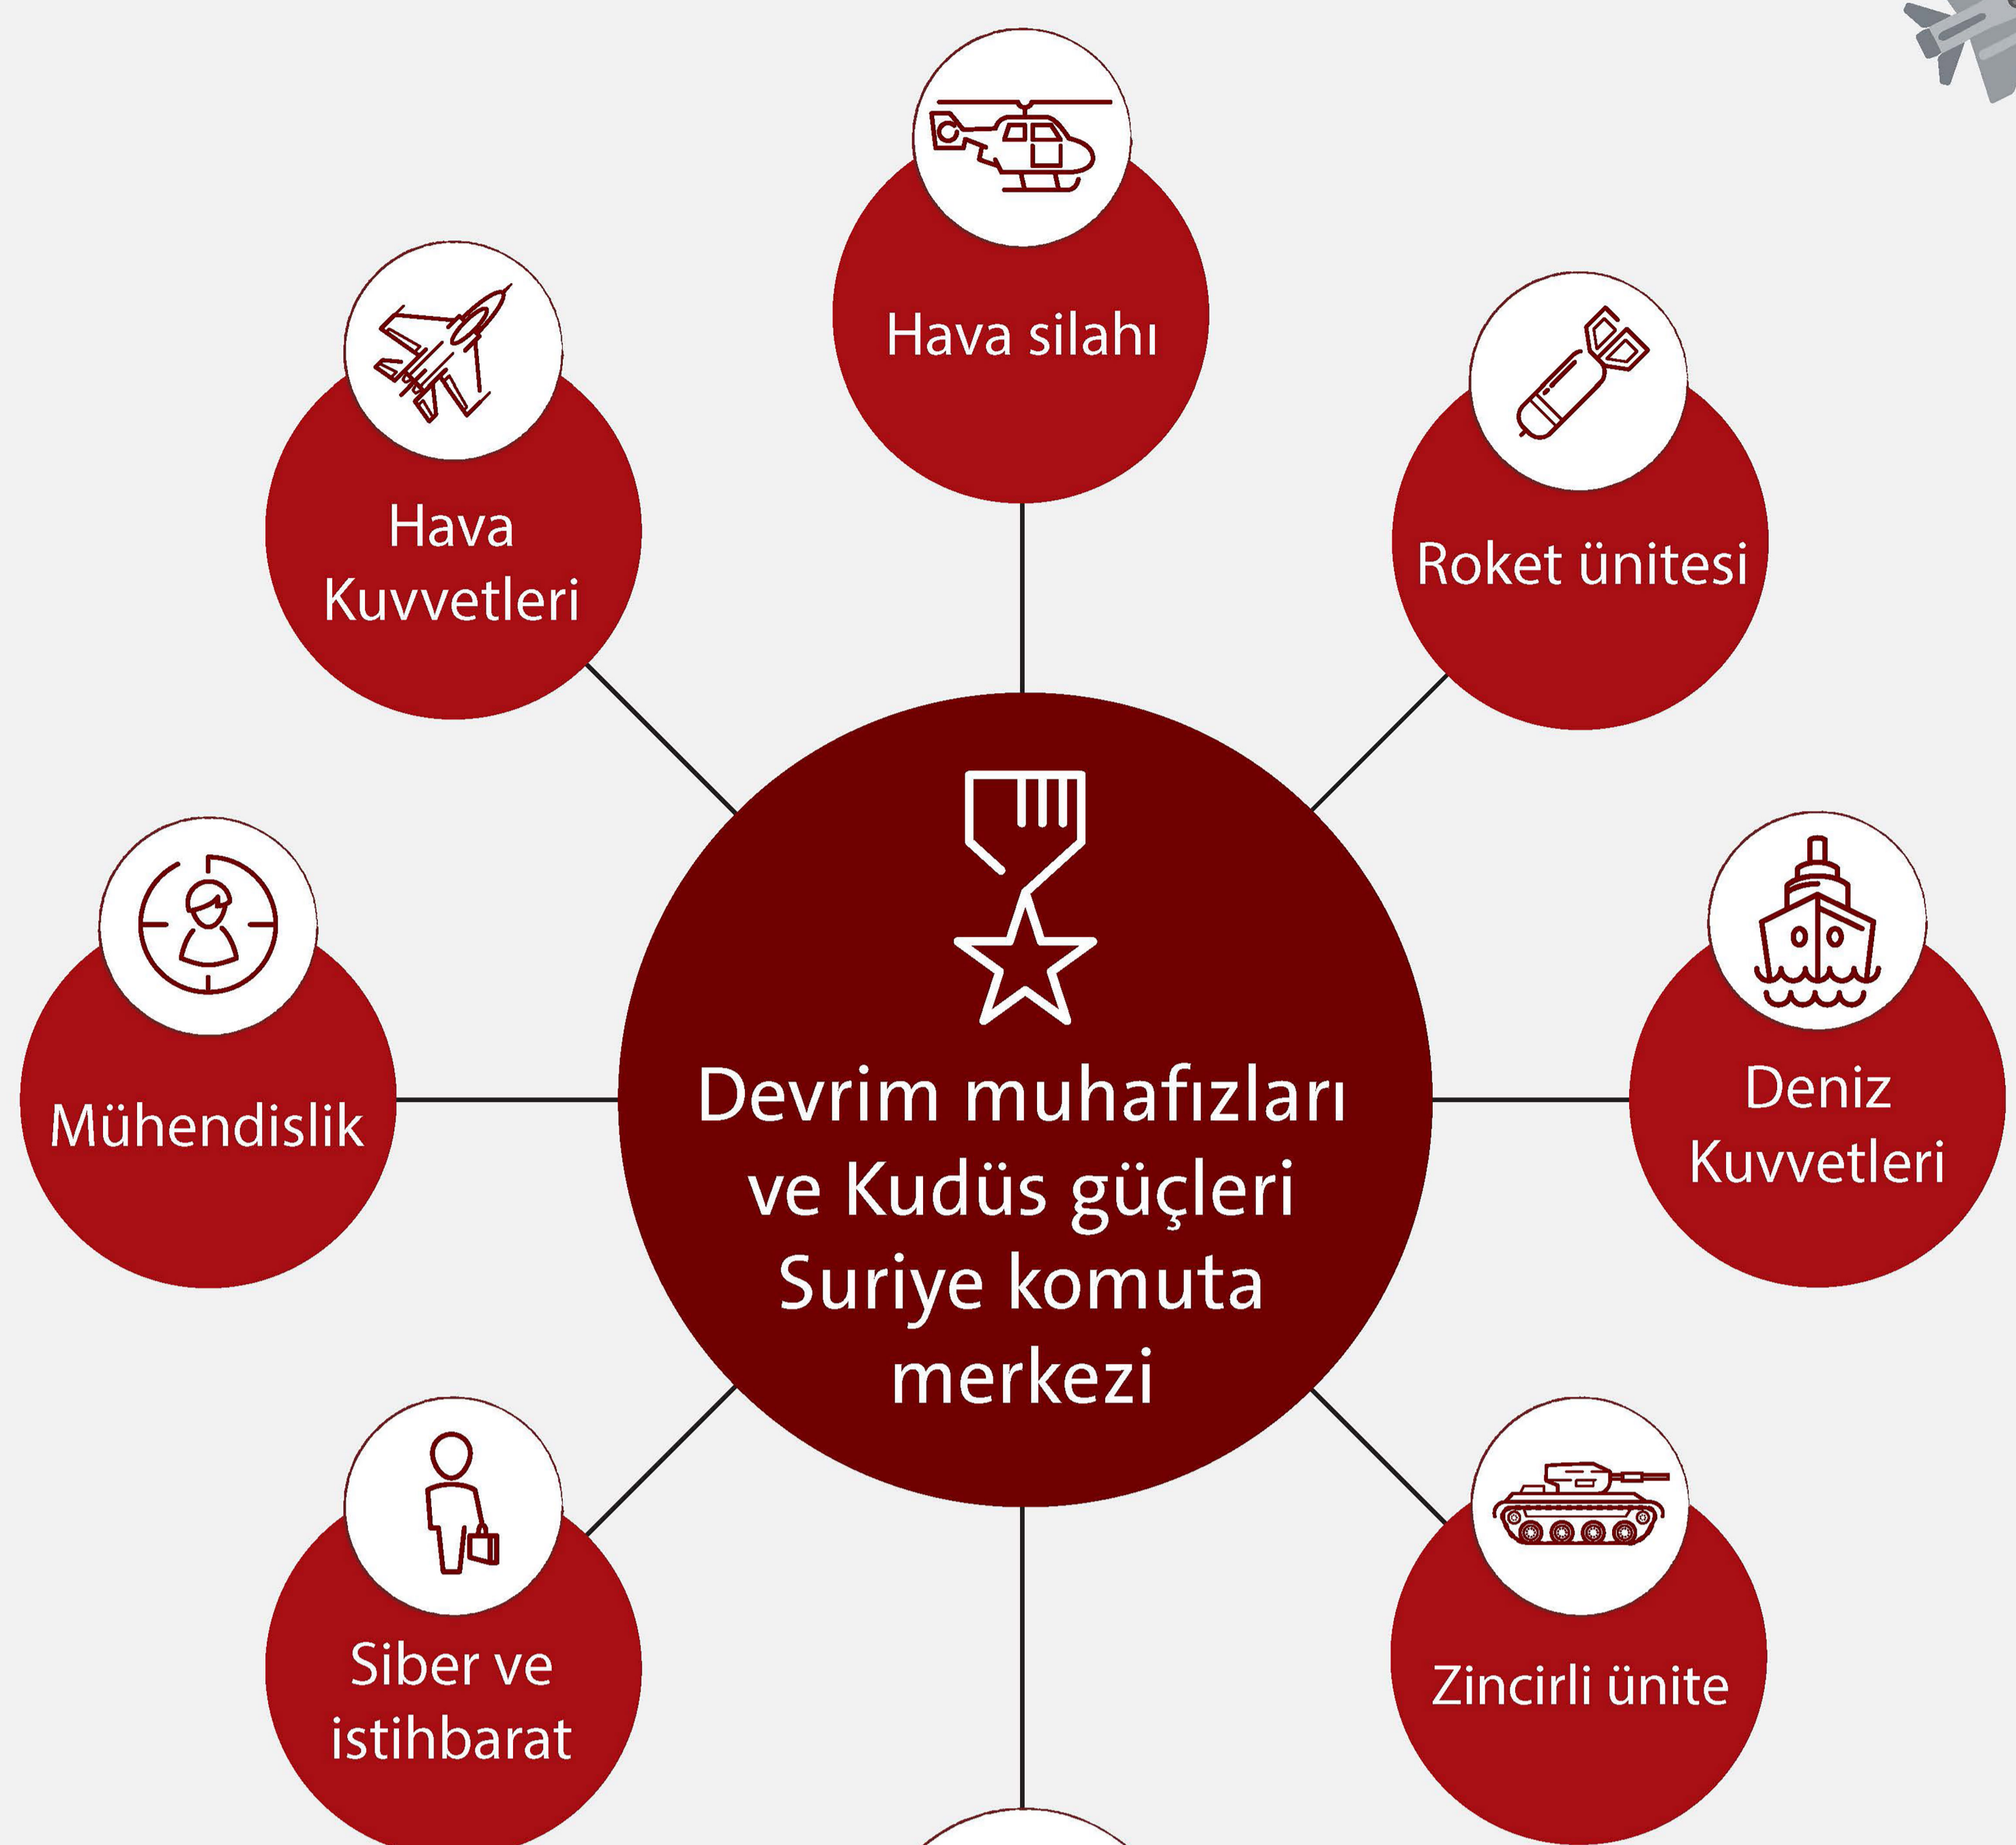 Hava silahı
Hava
Kuvvetleri
Roket ünitesi
Mühendislik
Devrim muhafızları
ve Kudüs güçleri
Suriye komuta
merkezi
Deniz
Kuvvetleri
Siber ve
istihbarat
Zincirli ünite